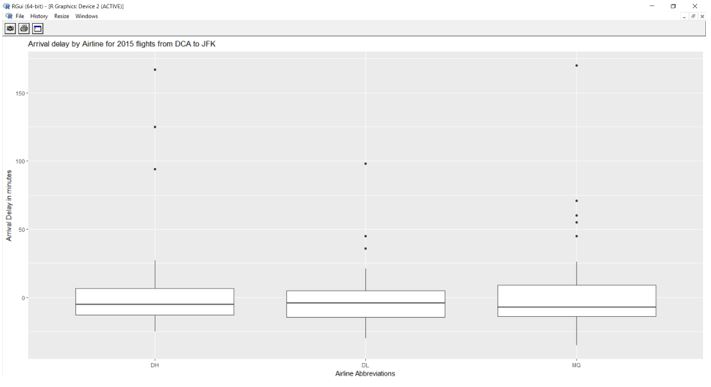 RGui (64-bit) - [R Graphics: Device 2 (ACTIVE)]
File History Resize Windows
Arrival delay by Airline for 2015 flights from DCA to JFK
Arrival Delay in minutes
150
100
50
0
DH DL MQ
Airline Abbreviations